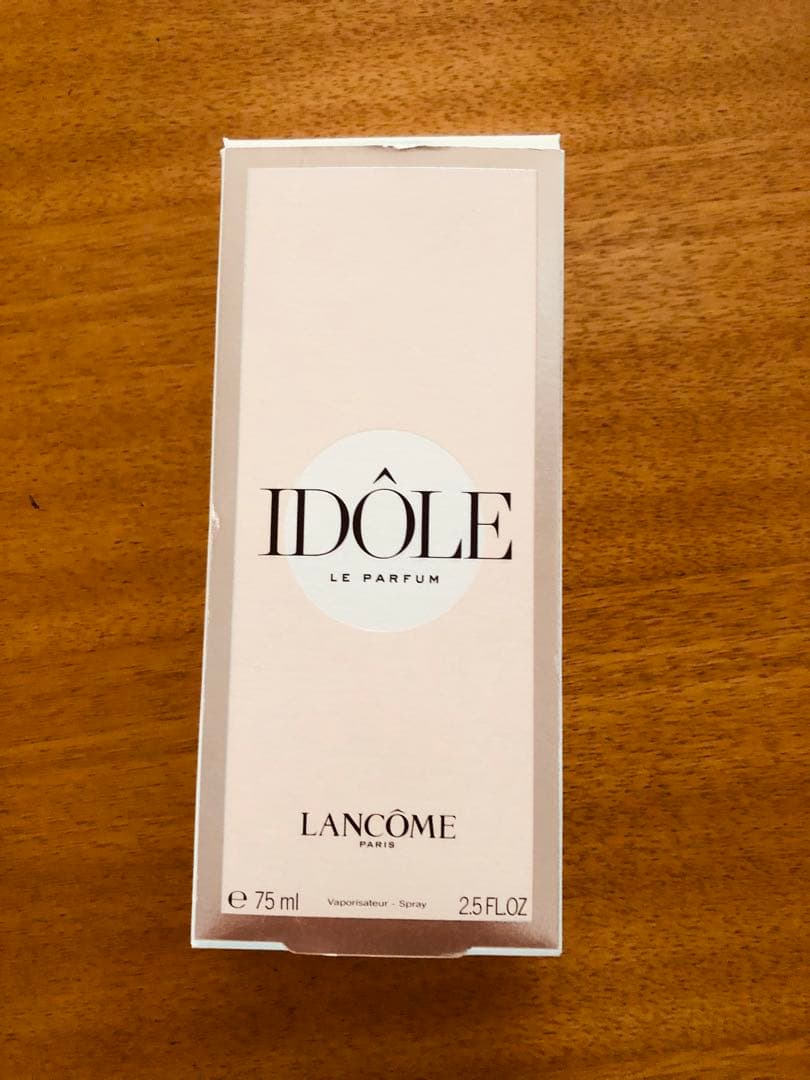 IDÔLE
LE PARFUM
LANCÔME
PARIS
℮ 75 ml Vaporisateur - Spray 2.5 FL.OZ